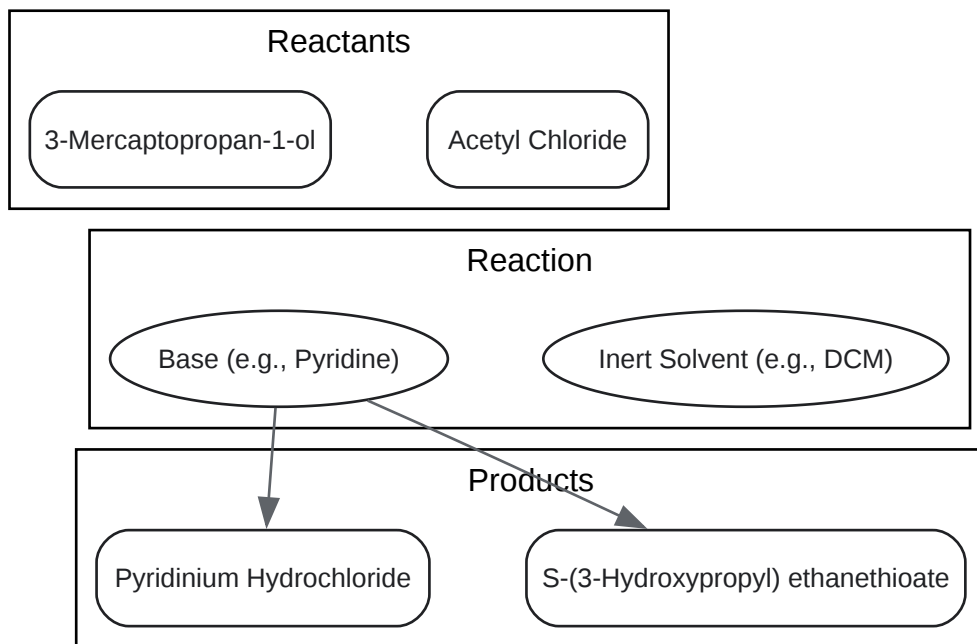 Reactants
3-Mercaptopropan-1-ol
Acetyl Chloride
Reaction
Base (e.g., Pyridine)
Inert Solvent (e.g., DCM)
Products
Pyridinium Hydrochloride
S-(3-Hydroxypropyl) ethanethioate